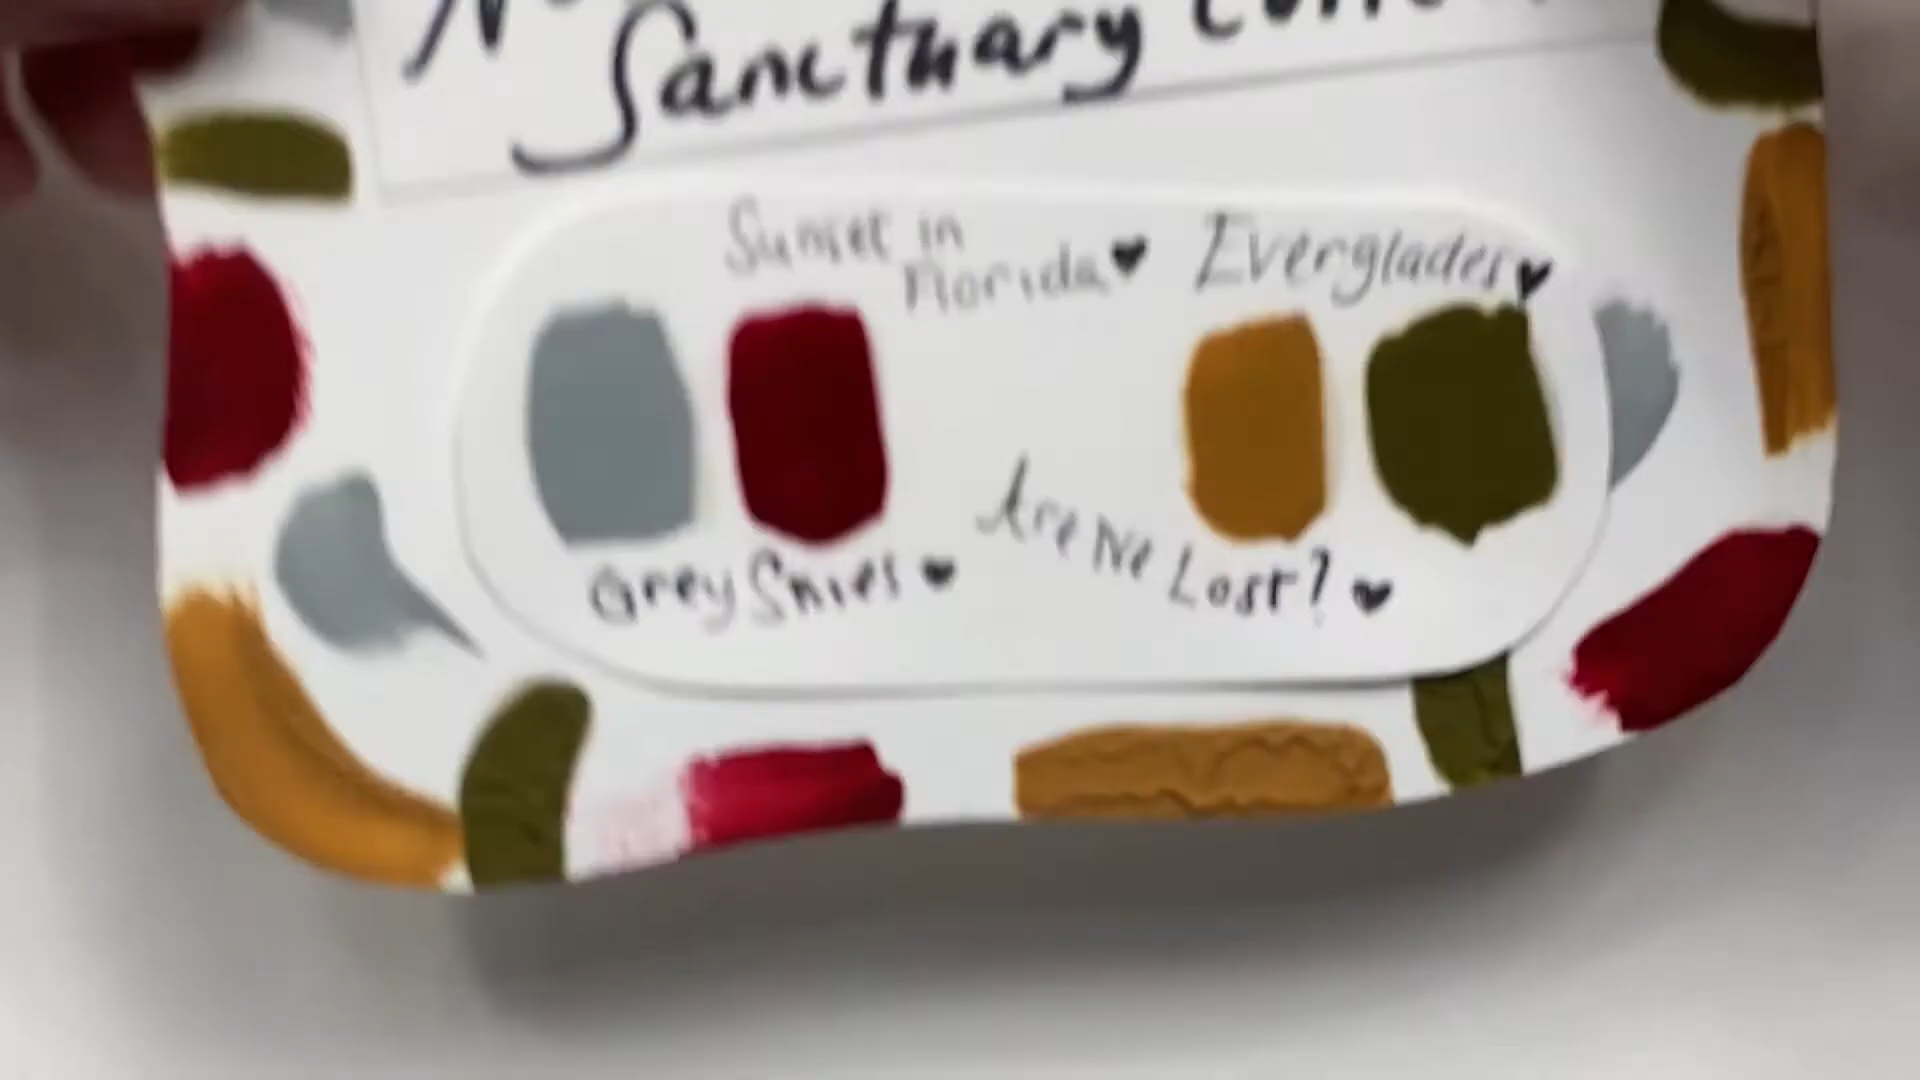 Sanctuary
Sunset in
Florida♥
Everglades♥
Grey Skies ♥
Are We Lost? ♥